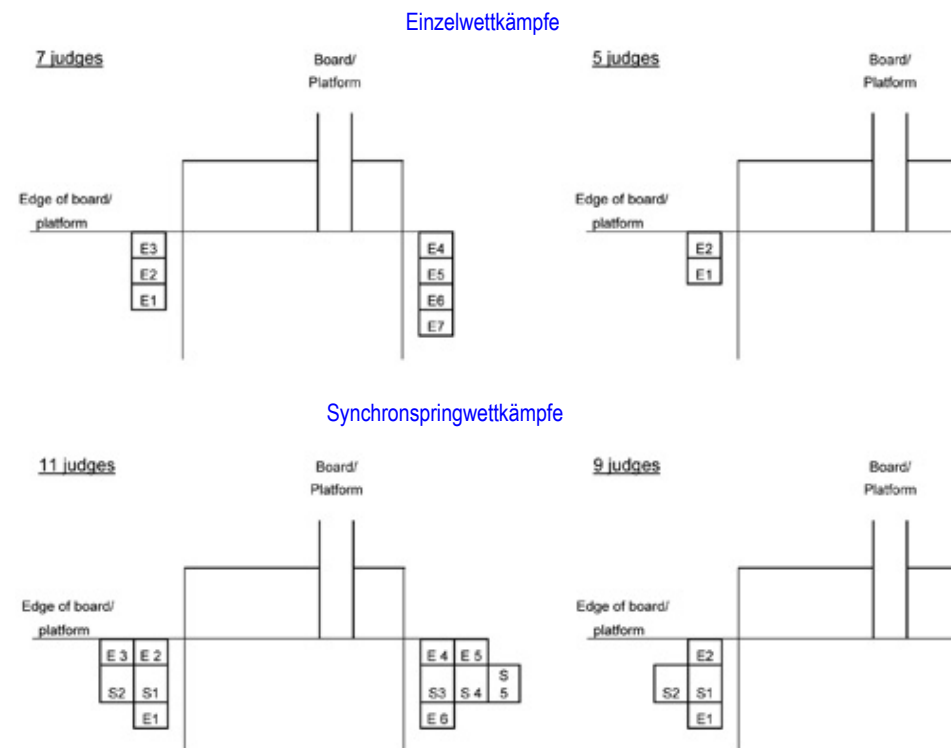 Einzelwettkämpfe
7 judges
Board/
Platform
5 judges
Board/
Platform
Edge of board/
platform
Edge of board/
platform
E3
E2
E1
E4
E5
E6
E7
E2
E1
Synchronspringwettkämpfe
11 judges
Board/
Platform
9 judges
Board/
Platform
Edge of board/
platform
Edge of board/
platform
E 3 E 2
S2 S1
E1
E 4 E 5
S3 S 4 S 5
E 6
E2
S2 S1
E1